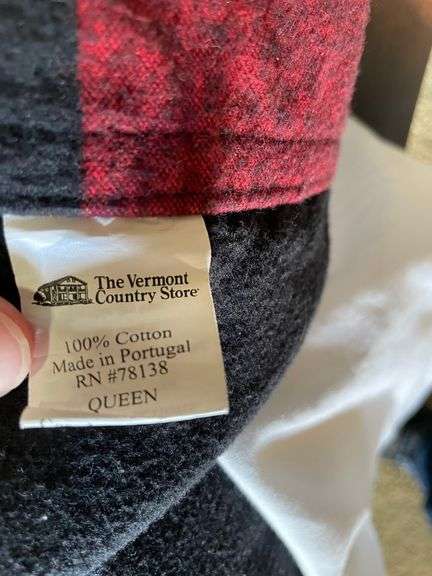 The Vermont
Country Store
100% Cotton
Made in Portugal
RN #78138
QUEEN